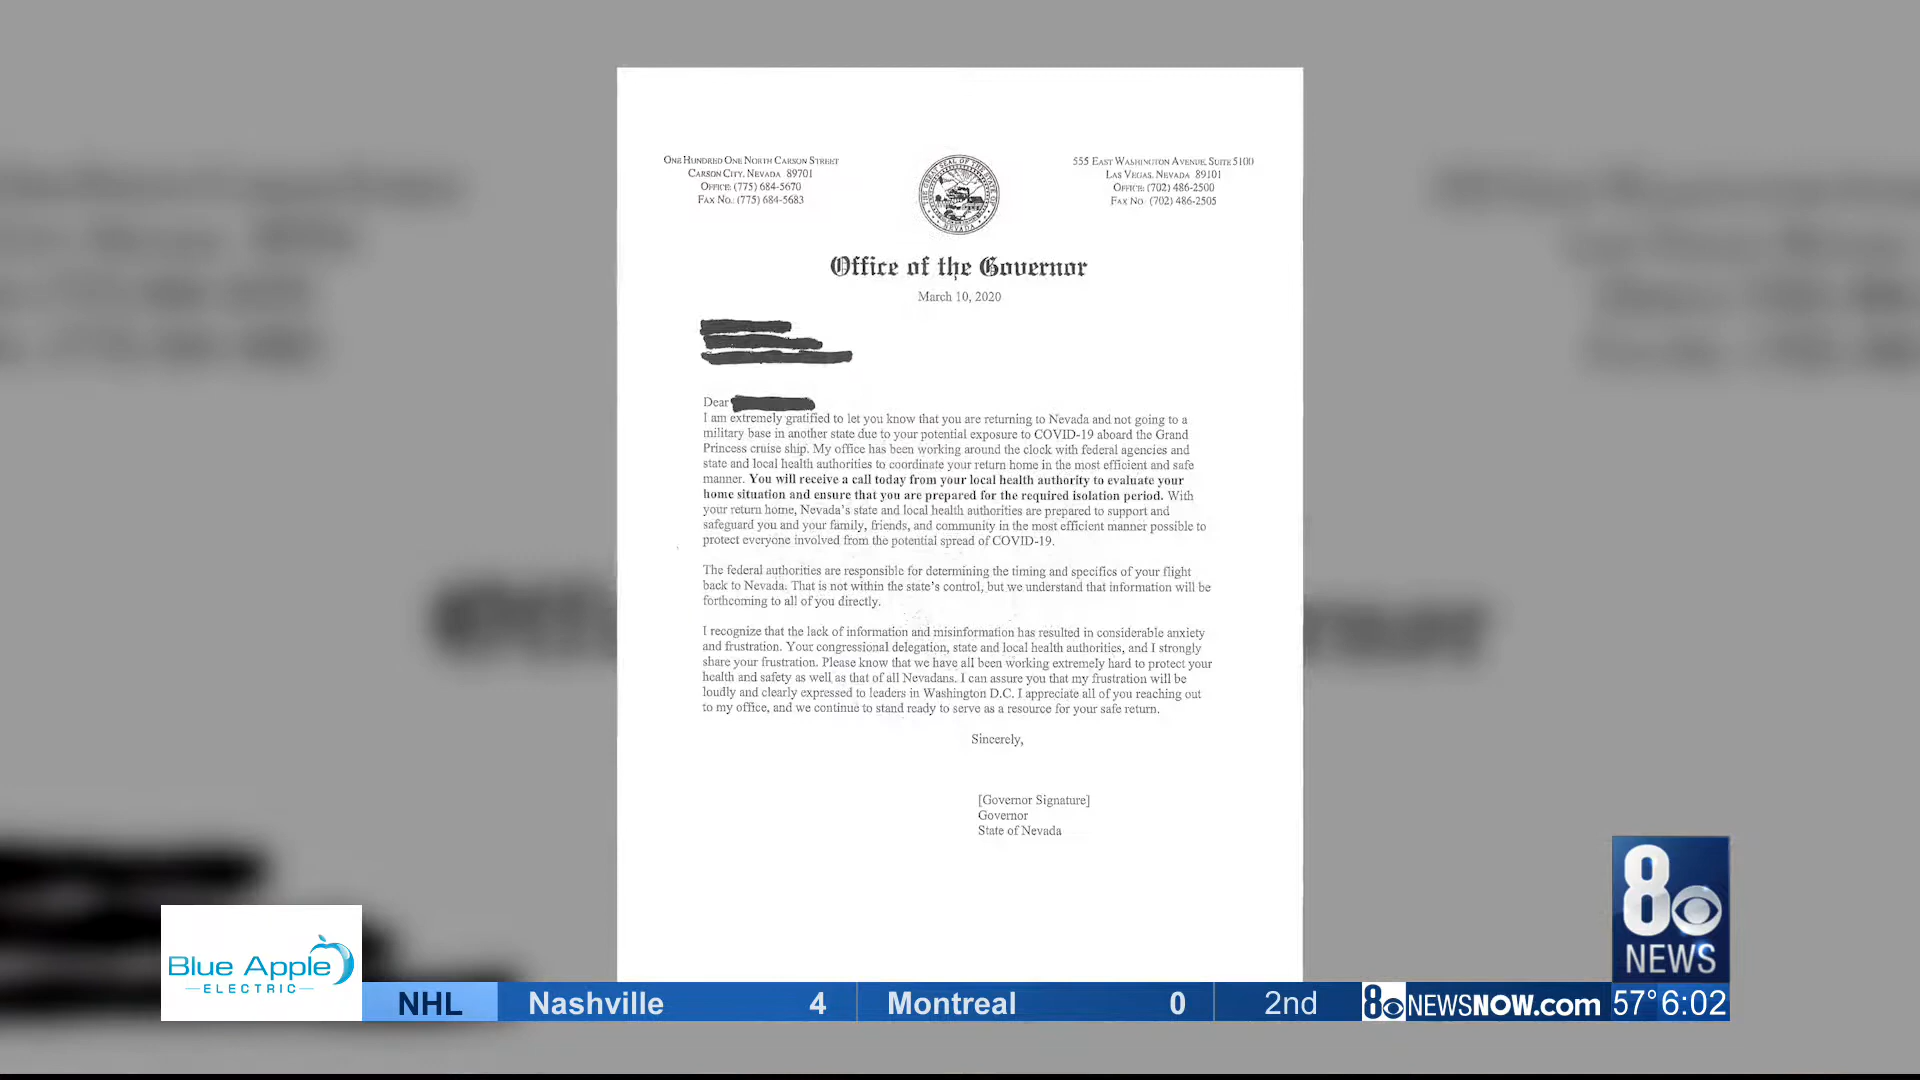 ONE HUNDRED ONE NORTH CARSON STREET
CARSON CITY, NEVADA 89701
OFFICE: (775) 684-5670
FAX NO.: (775) 684-5683
THE GREAT SEAL OF THE STATE OF NEVADA
555 EAST WASHINGTON AVENUE, SUITE 5100
LAS VEGAS, NEVADA 89101
OFFICE: (702) 486-2500
FAX NO (702) 486-2505
Office of the Governor
March 10, 2020
Dear
I am extremely gratified to let you know that you are returning to Nevada and not going to a
military base in another state due to your potential exposure to COVID-19 aboard the Grand
Princess cruise ship. My office has been working around the clock with federal agencies and
state and local health authorities to coordinate your return home in the most efficient and safe
manner. You will receive a call today from your local health authority to evaluate your
home situation and ensure that you are prepared for the required isolation period. With
your return home, Nevada's state and local health authorities are prepared to support and
safeguard you and your family, friends, and community in the most efficient manner possible to
protect everyone involved from the potential spread of COVID-19.
The federal authorities are responsible for determining the timing and specifics of your flight
back to Nevada. That is not within the state's control, but we understand that information will be
forthcoming to all of you directly.
I recognize that the lack of information and misinformation has resulted in considerable anxiety
and frustration. Your congressional delegation, state and local health authorities, and I strongly
share your frustration. Please know that we have all been working extremely hard to protect your
health and safety as well as that of all Nevadans. I can assure you that my frustration will be
loudly and clearly expressed to leaders in Washington D.C. I appreciate all of you reaching out
to my office, and we continue to stand ready to serve as a resource for your safe return.
Sincerely,
[Governor Signature]
Governor
State of Nevada
8
NEWS
Blue Apple
ELECTRIC
NHL Nashville 4 Montreal 0 2nd 8 NEWSNOW.com 57° 6:02